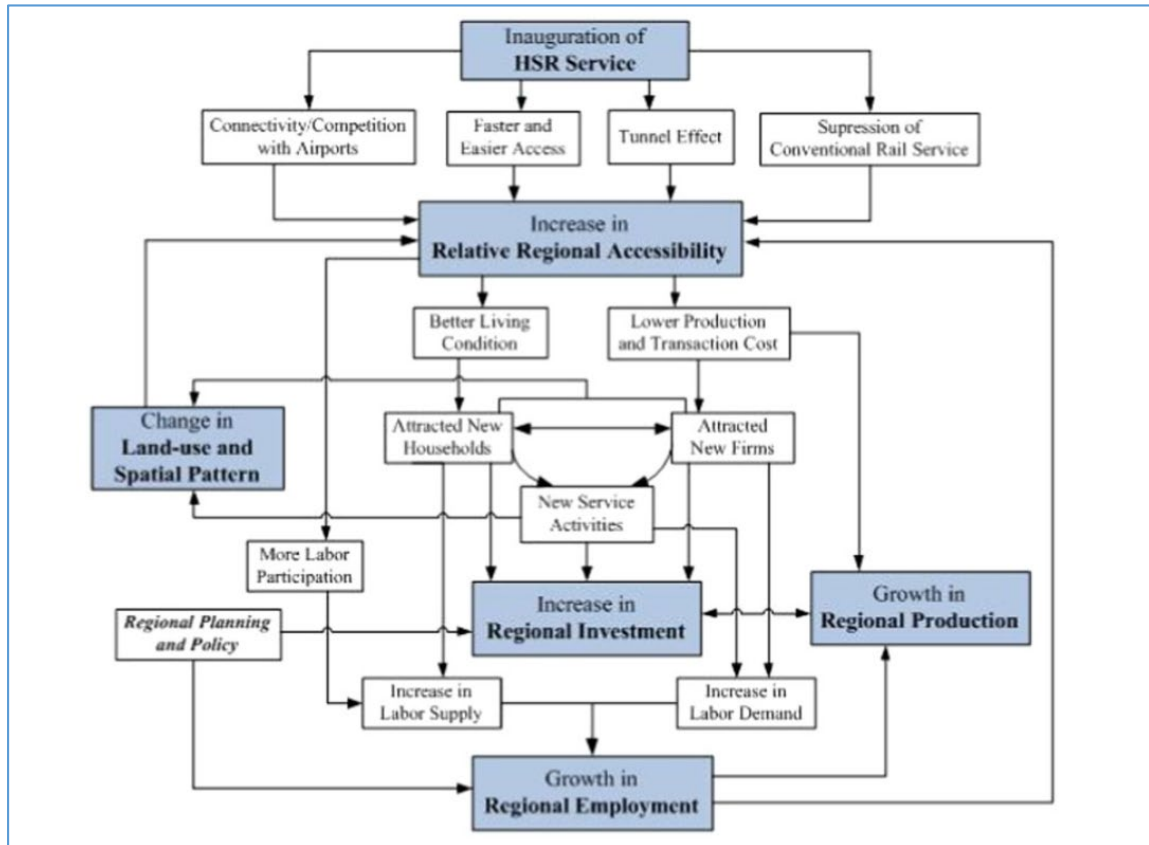 Inauguration of
HSR Service
Connectivity/Competition
with Airports
Faster and
Easier Access
Tunnel Effect
Supression of
Conventional Rail Service
Increase in
Relative Regional Accessibility
Better Living
Condition
Lower Production
and Transaction Cost
Change in
Land-use and
Spatial Pattern
Attracted New
Households
Attracted
New Firms
New Service
Activities
More Labor
Participation
Increase in
Regional Investment
Growth in
Regional Production
Regional Planning
and Policy
Increase in
Labor Supply
Increase in
Labor Demand
Growth in
Regional Employment